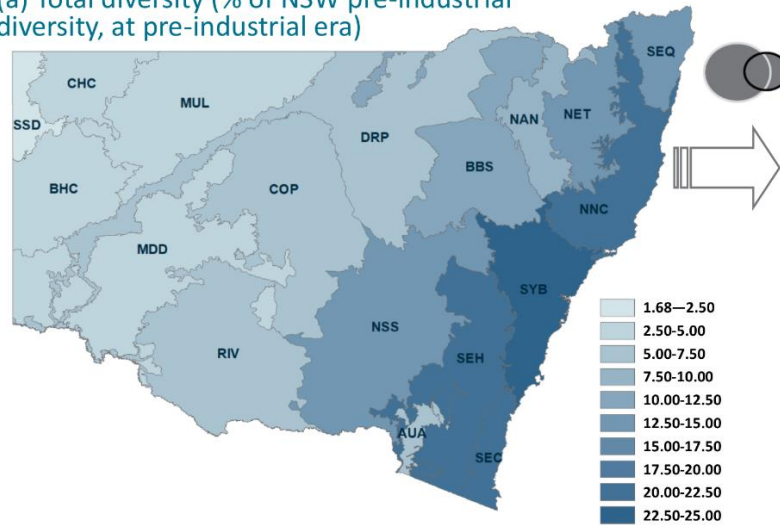 (a) Total diversity (% of NSW pre-industrial
diversity, at pre-industrial era)
SEQ
CHC
MUL
SSD
NAN
NET
DRP
BBS
BHC
COP
NNC
MDD
SYB
NSS
RIV
SEH
AUA
SEC
1.68—2.50
2.50-5.00
5.00-7.50
7.50-10.00
10.00-12.50
12.50-15.00
15.00-17.50
17.50-20.00
20.00-22.50
22.50-25.00